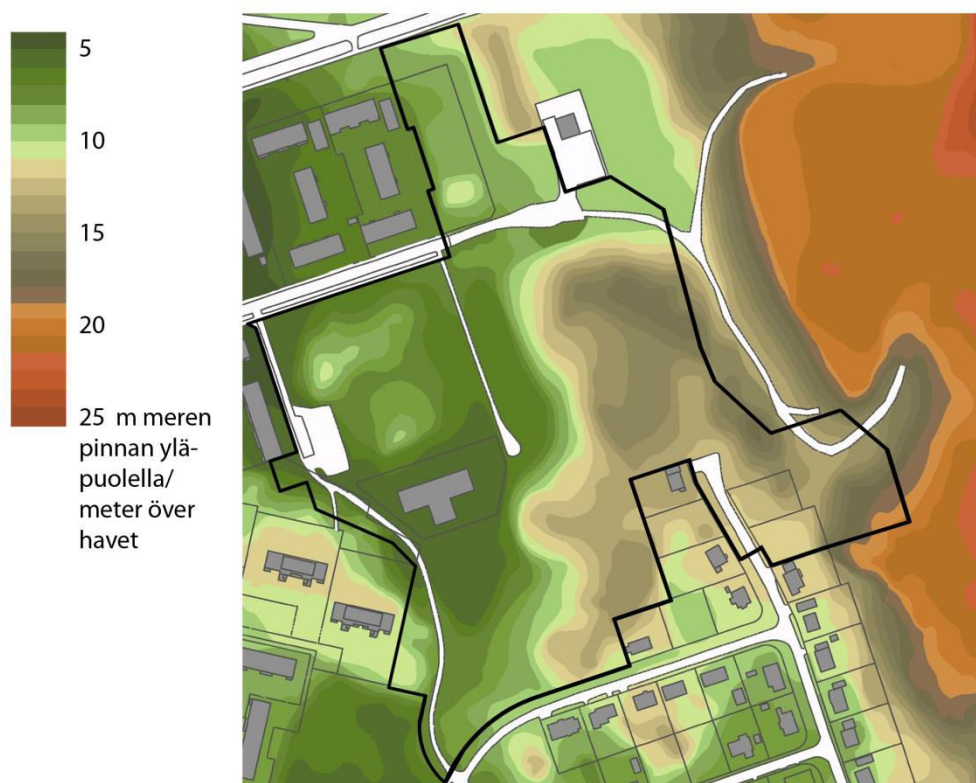 5
10
15
20
25 m meren
pinnan ylä-
puolella/
meter över
havet